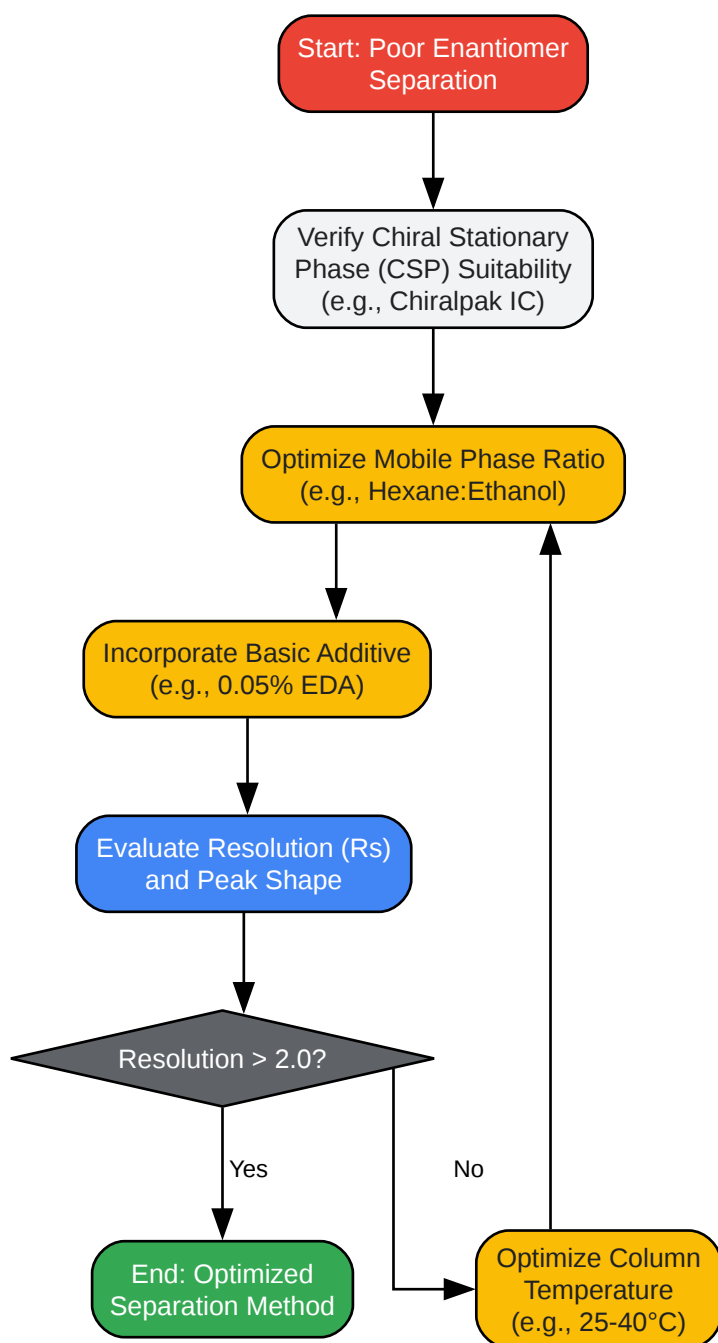 Start: Poor Enantiomer
Separation
Verify Chiral Stationary
Phase (CSP) Suitability
(e.g., Chiralpak IC)
Optimize Mobile Phase Ratio
(e.g., Hexane:Ethanol)
Incorporate Basic Additive
(e.g., 0.05% EDA)
Evaluate Resolution (Rs)
and Peak Shape
Resolution > 2.0?
Yes
No
End: Optimized
Separation Method
Optimize Column
Temperature
(e.g., 25-40°C)